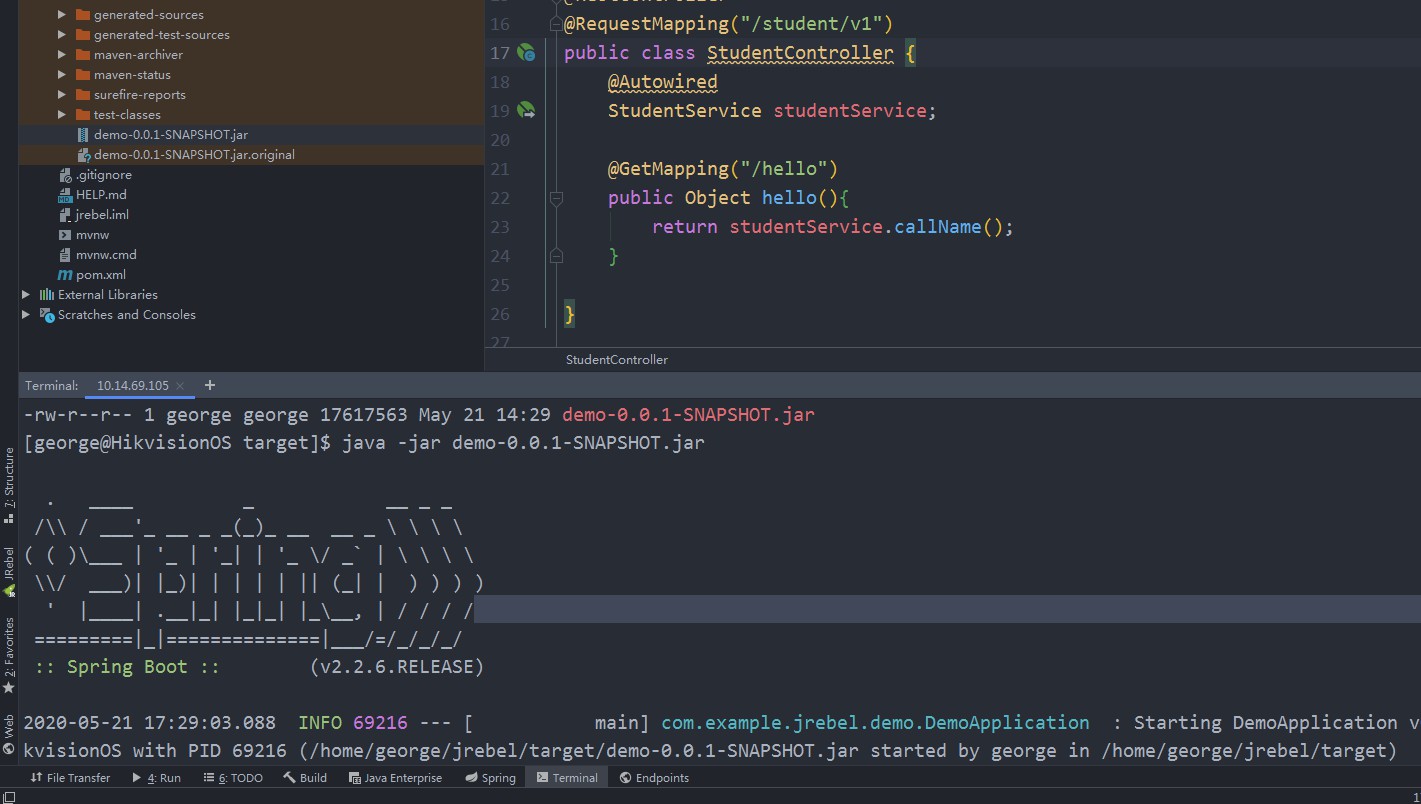 generated-sources
generated-test-sources
maven-archiver
maven-status
surefire-reports
test-classes
demo-0.0.1-SNAPSHOT.jar
demo-0.0.1-SNAPSHOT.jar.original
.gitignore
HELP.md
jrebel.iml
mvnw
mvnw.cmd
pom.xml
External Libraries
Scratches and Consoles
16 @RequestMapping("/student/v1")
17 public class StudentController {
18 @Autowired
19 StudentService studentService;
20
21 @GetMapping("/hello")
22 public Object hello(){
23 return studentService.callName();
24 }
25
26 }
27
StudentController
Terminal: 10.14.69.105 × +
-rw-r--r-- 1 george george 17617563 May 21 14:29 demo-0.0.1-SNAPSHOT.jar
[george@HikvisionOS target]$ java -jar demo-0.0.1-SNAPSHOT.jar
  .   ____          _            __ _ _
 /\\ / ___'_ __ _ _(_)_ __  __ _ \ \ \ \
( ( )\___ | '_ | '_| | '_ \/ _` | \ \ \ \
 \\/  ___)| |_)| | | | | || (_| |  ) ) ) )
  '  |____| .__|_| |_|_| |_\__, | / / / /
 =========|_|==============|___/=/_/_/_/
 :: Spring Boot ::        (v2.2.6.RELEASE)
2020-05-21 17:29:03.088  INFO 69216 --- [           main] com.example.jrebel.demo.DemoApplication  : Starting DemoApplication v
kvisionOS with PID 69216 (/home/george/jrebel/target/demo-0.0.1-SNAPSHOT.jar started by george in /home/george/jrebel/target)
7: Structure
JRebel
2: Favorites
Web
File Transfer 4: Run 6: TODO Build Java Enterprise Spring Terminal Endpoints